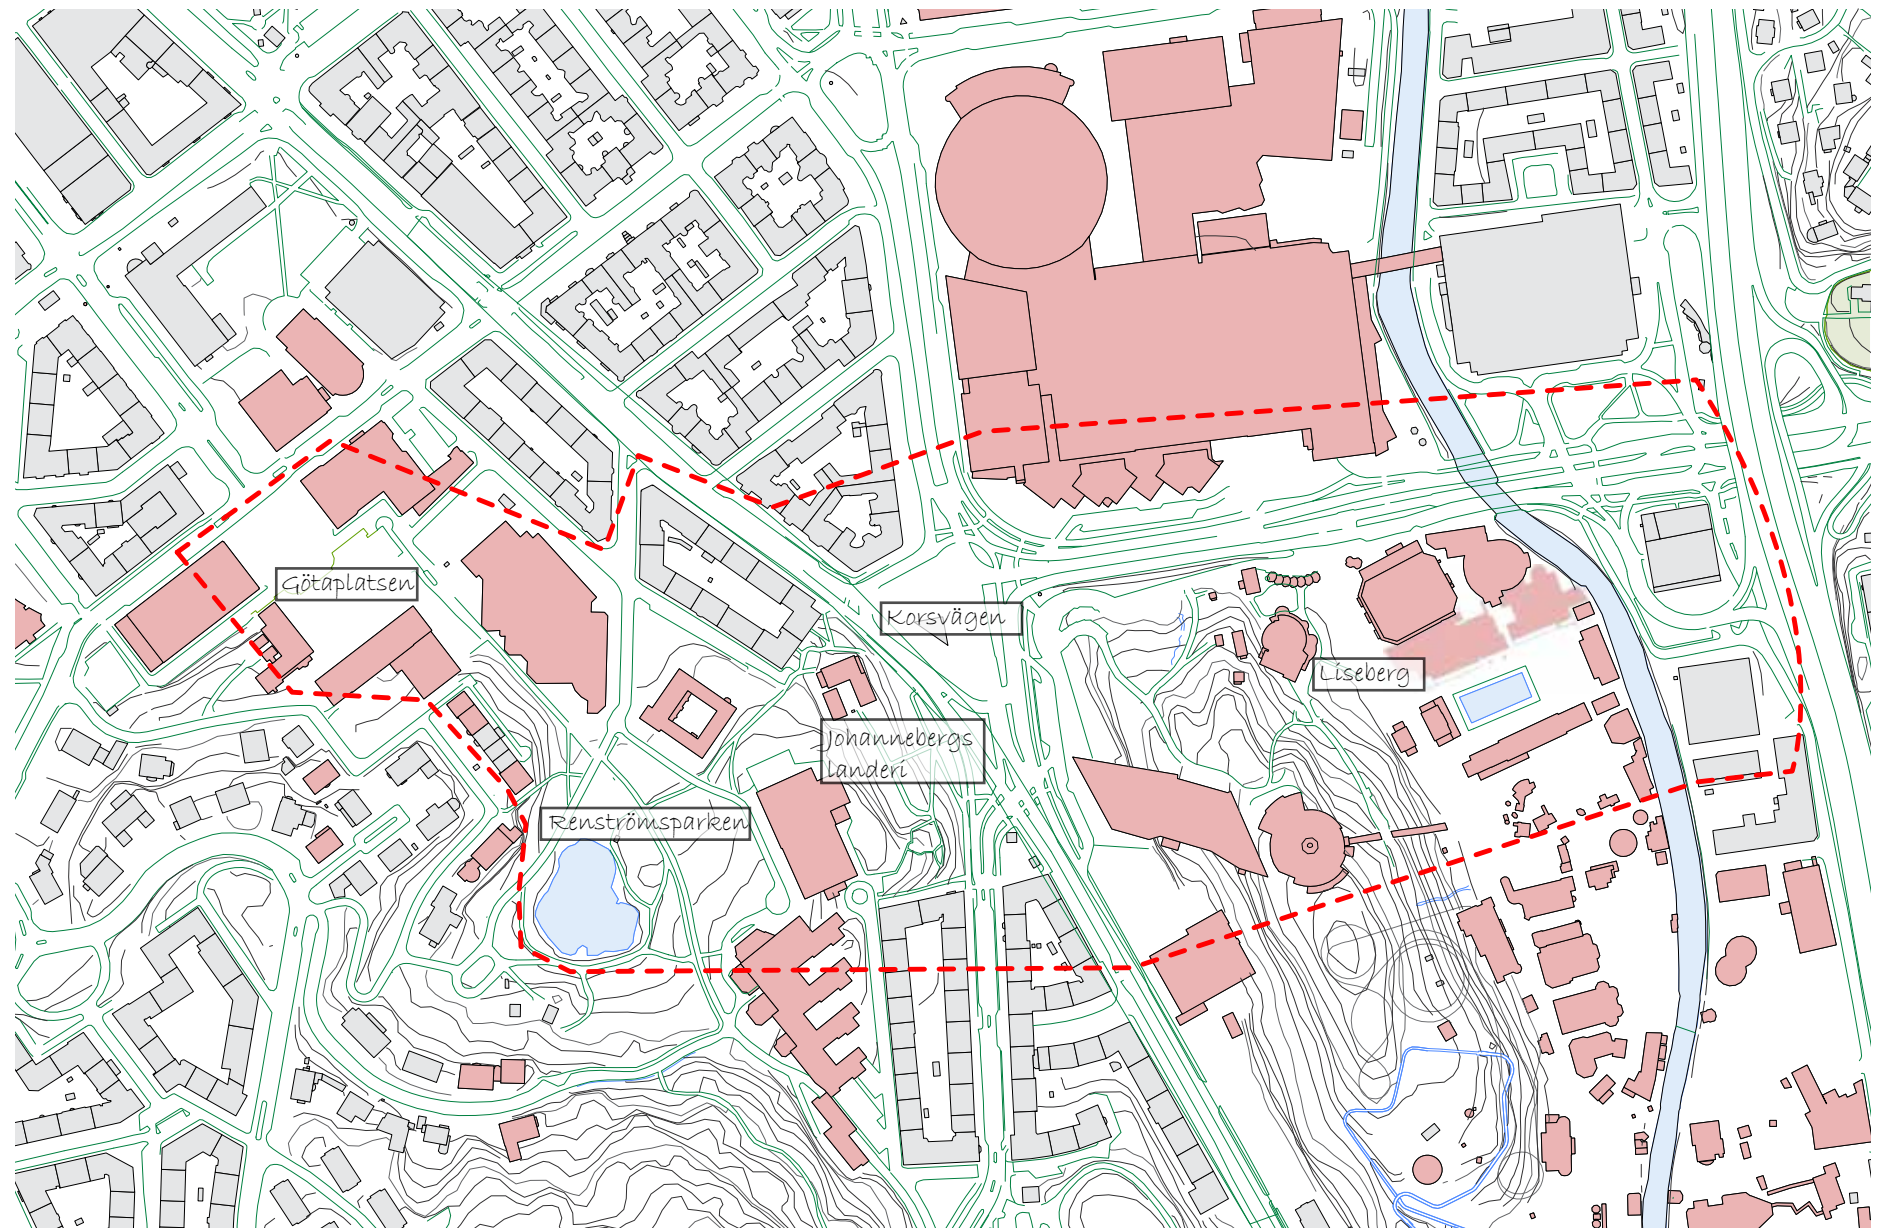 Götaplatsen
Korsvägen
Liseberg
Johannebergs
landeri
Renströmsparken